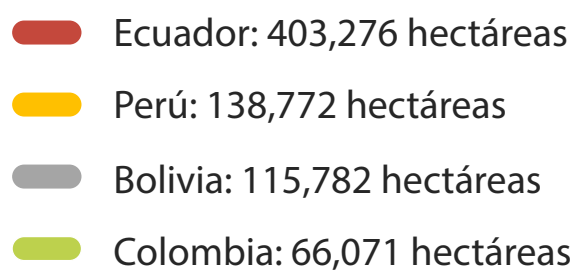 Ecuador: 403,276 hectáreas
Perú: 138,772 hectáreas
Bolivia: 115,782 hectáreas
Colombia: 66,071 hectáreas